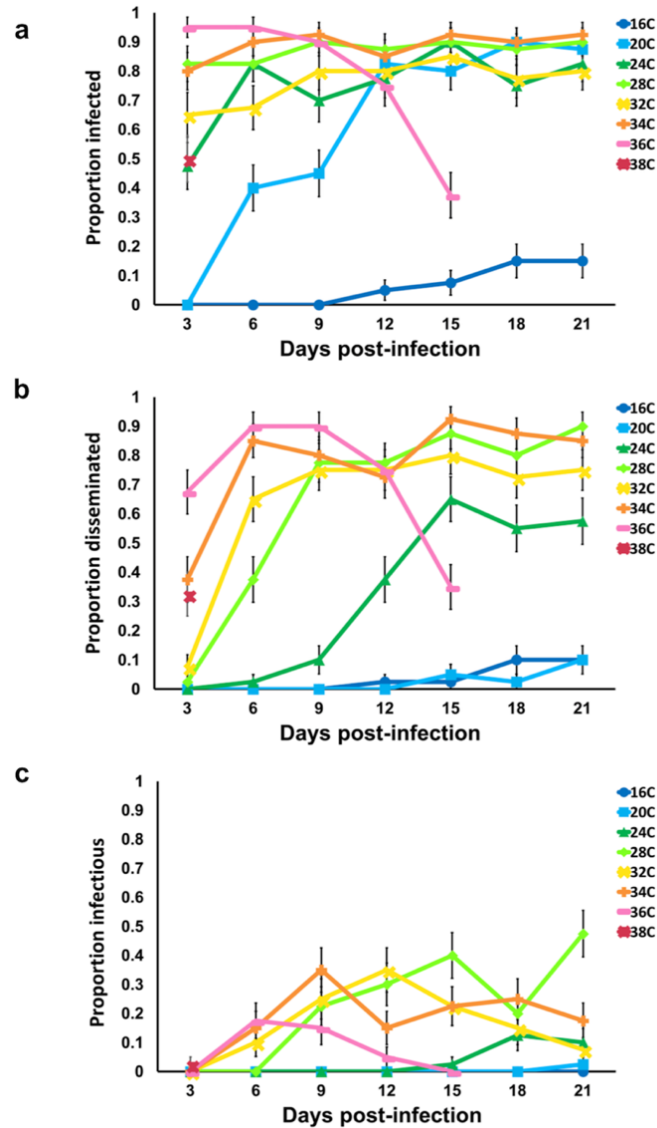 a
Proportion infected
1
0.9
0.8
0.7
0.6
0.5
0.4
0.3
0.2
0.1
0
3 6 9 12 15 18 21
Days post-infection
16C
20C
24C
28C
32C
34C
36C
38C
b
Proportion disseminated
1
0.9
0.8
0.7
0.6
0.5
0.4
0.3
0.2
0.1
0
3 6 9 12 15 18 21
Days post-infection
16C
20C
24C
28C
32C
34C
36C
38C
c
Proportion infectious
1
0.9
0.8
0.7
0.6
0.5
0.4
0.3
0.2
0.1
0
3 6 9 12 15 18 21
Days post-infection
16C
20C
24C
28C
32C
34C
36C
38C